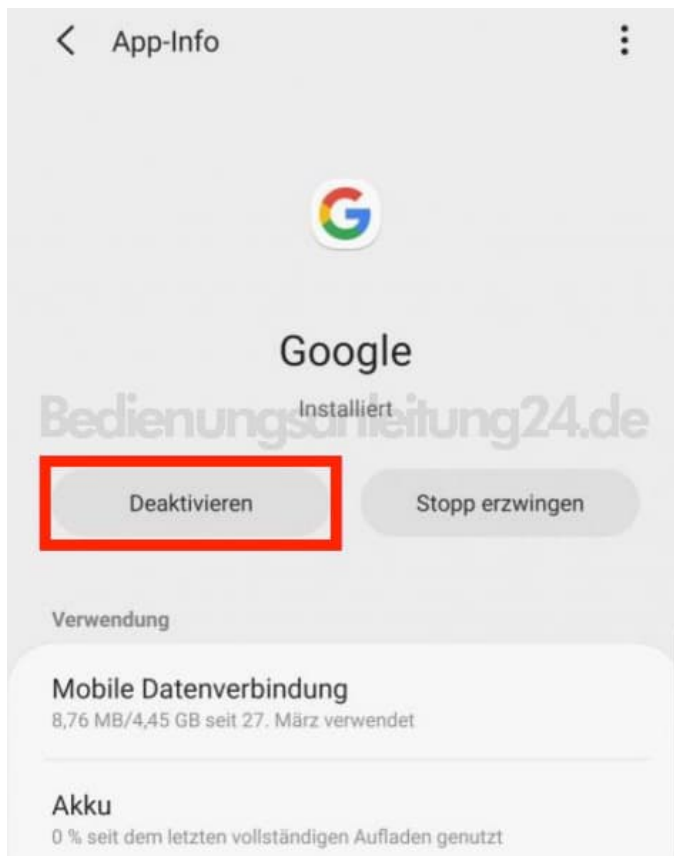 App-Info
Google
Installiert
Bedienungsanleitung24.de
Deaktivieren
Stopp erzwingen
Verwendung
Mobile Datenverbindung
8,76 MB/4,45 GB seit 27. März verwendet
Akku
0 % seit dem letzten vollständigen Aufladen genutzt